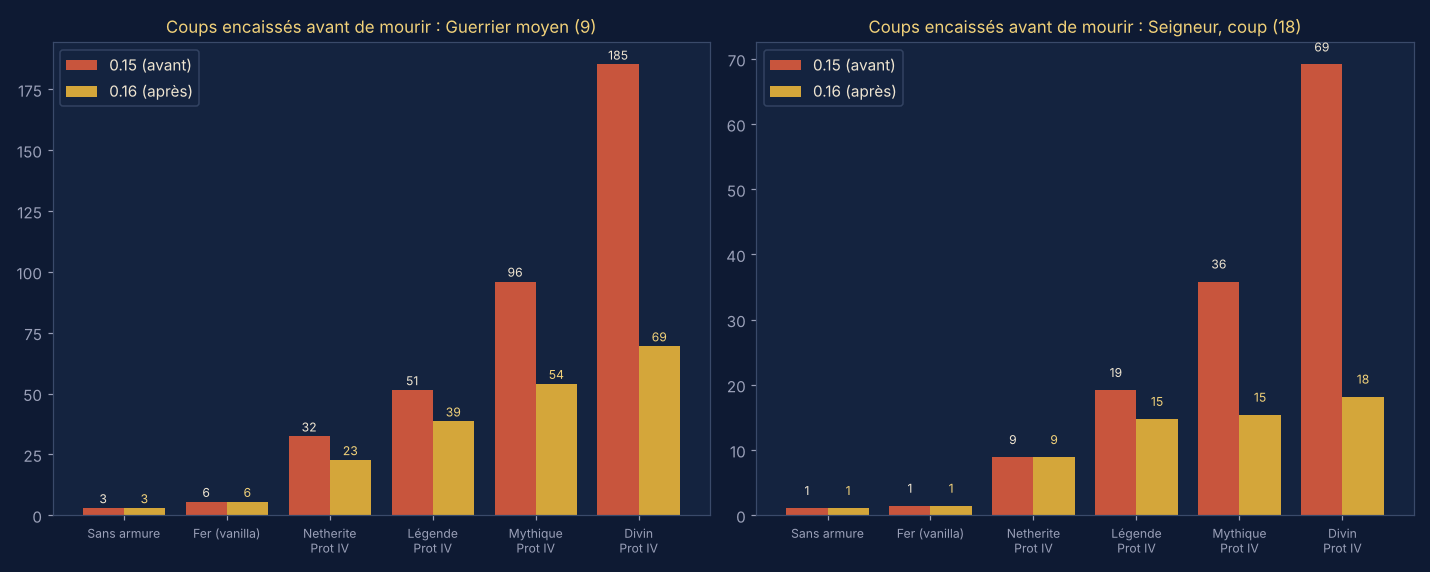 Coups encaissés avant de mourir : Guerrier moyen (9)
0.15 (avant)
0.16 (après)
175
150
125
100
75
50
25
0
3
3
6
6
32
23
51
39
96
54
185
69
Sans armure
Fer (vanilla)
Netherite
Prot IV
Légende
Prot IV
Mythique
Prot IV
Divin
Prot IV
Coups encaissés avant de mourir : Seigneur, coup (18)
0.15 (avant)
0.16 (après)
70
60
50
40
30
20
10
0
1
1
1
1
9
9
19
15
36
15
69
18
Sans armure
Fer (vanilla)
Netherite
Prot IV
Légende
Prot IV
Mythique
Prot IV
Divin
Prot IV